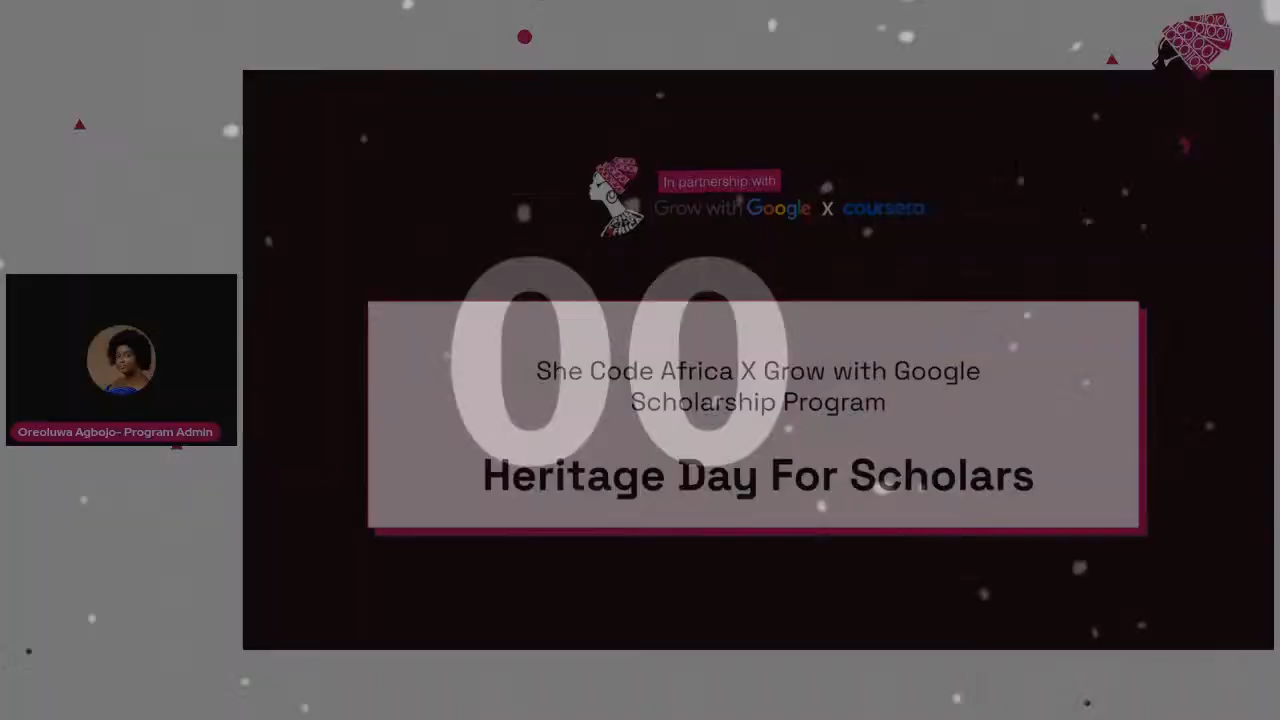 In partnership with
Grow with Google X coursera
00
She Code Africa X Grow with Google
Scholarship Program
Heritage Day For Scholars
Oreoluwa Agbojo- Program Admin